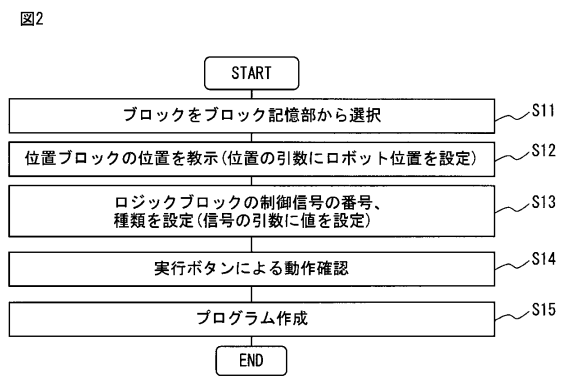 図2
START
ブロックをブロック記憶部から選択
S11
位置ブロックの位置を教示(位置の引数にロボット位置を設定)
S12
ロジックブロックの制御信号の番号、
種類を設定(信号の引数に値を設定)
S13
実行ボタンによる動作確認
S14
プログラム作成
S15
END